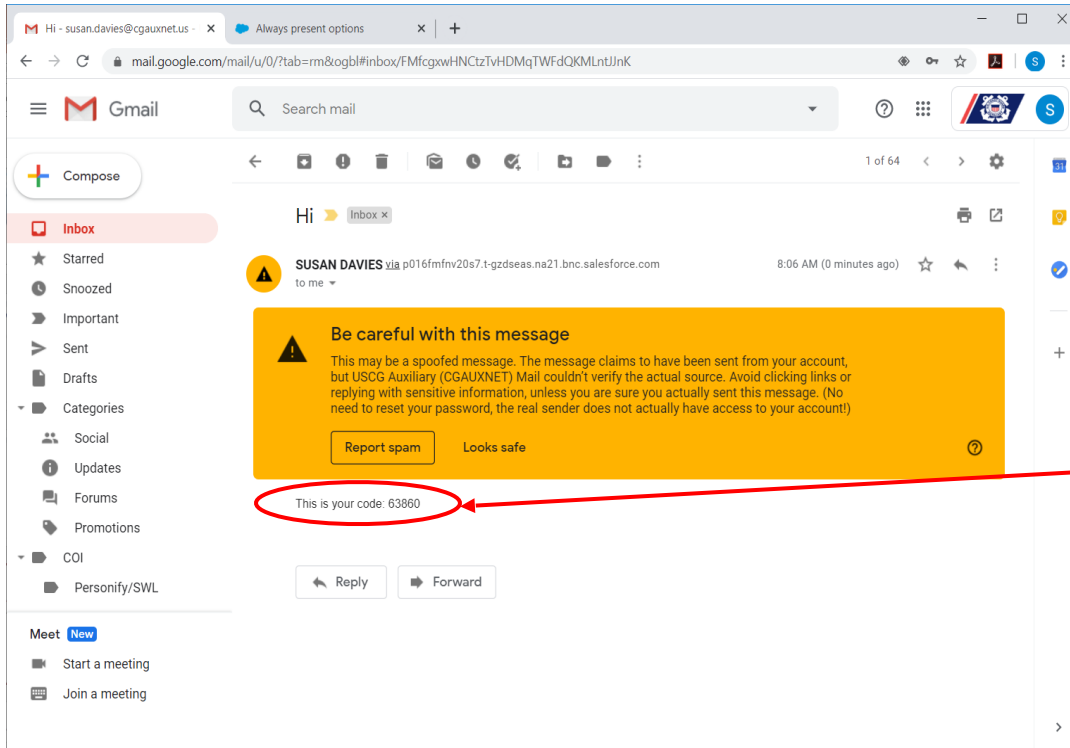 Hi - susan.davies@cgauxnet.us -
Always present options
mail.google.com/mail/u/0/?tab=rm&ogbl#inbox/FMfcgxwHNCtzTvHDMqTWFdQKMLntJJnK
S
Gmail
Search mail
S
Compose
1 of 64
31
Hi
Inbox ×
Inbox
Starred
Snoozed
Important
Sent
Drafts
Categories
Social
Updates
Forums
Promotions
COI
Personify/SWL
Meet New
Start a meeting
Join a meeting
SUSAN DAVIES via p016fmfnv20s7.t-gzdseas.na21.bnc.salesforce.com
8:06 AM (0 minutes ago)
to me
Be careful with this message
This may be a spoofed message. The message claims to have been sent from your account,
but USCG Auxiliary (CGAUXNET) Mail couldn't verify the actual source. Avoid clicking links or
replying with sensitive information, unless you are sure you actually sent this message. (No
need to reset your password, the real sender does not actually have access to your account!)
Report spam
Looks safe
This is your code: 63860
Reply
Forward